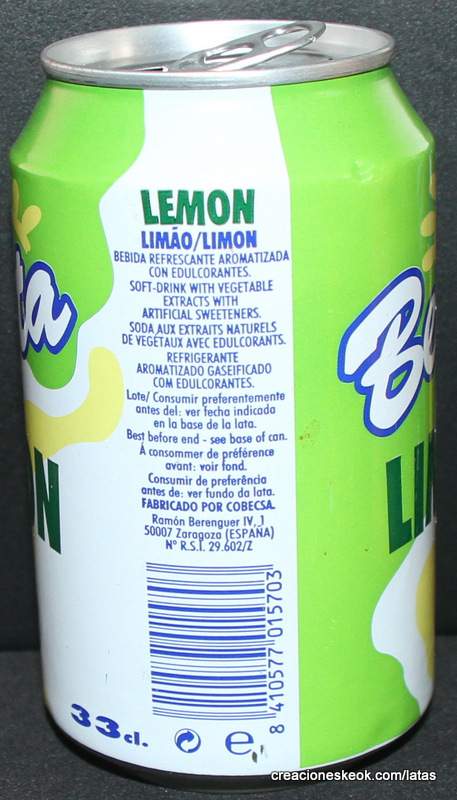 LEMON
LIMÃO/LIMON
BEBIDA REFRESCANTE AROMATIZADA
CON EDULCORANTES.
SOFT-DRINK WITH VEGETABLE
EXTRACTS WITH
ARTIFICIAL SWEETENERS.
SODA AUX EXTRAITS NATURELS
DE VEGÉTAUX AVEC EDULCORANTS.
REFRIGERANTE
AROMATIZADO GASEIFICADO
COM EDULCORANTES.
Lote/ Consumir preferentemente
antes del: ver fecha indicada
en la base de la lata.
Best before end - see base of can.
Á consommer de préférence
avant: voir fond.
Consumir de preferência
antes de: ver fundo da lata.
FABRICADO POR COBECSA.
Ramón Berenguer IV, 1
50007 Zaragoza (ESPAÑA)
Nº R.S.I. 29.602/Z
8 410577 015703
33 cl.
e
creacioneskeok.com/latas